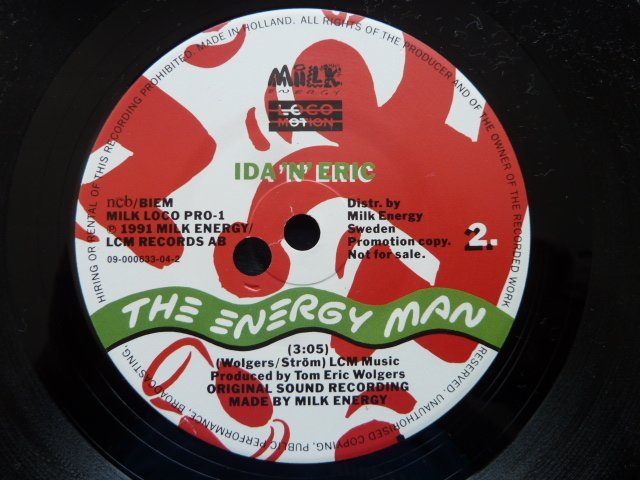 HIRING OR RENTAL OF THIS RECORDING PROHIBITED. MADE IN HOLLAND. ALL RIGHTS OF THE PRODUCER AND OF THE OWNER OF THE RECORDED WORK RESERVED. UNAUTHORISED COPYING, PUBLIC PERFORMANCE, BROADCASTING,
MILK
ENERGY
LOCO
MOTION
IDA'N' ERIC
ncb/BIEM
MILK LOCO PRO-1
℗ 1991 MILK ENERGY/
LCM RECORDS AB
09-000633-04-2
Distr. by
Milk Energy
Sweden
Promotion copy.
Not for sale.
2.
THE ENERGY MAN
(3:05)
(Wolgers/Ström) LCM Music
Produced by Tom Eric Wolgers
ORIGINAL SOUND RECORDING
MADE BY MILK ENERGY